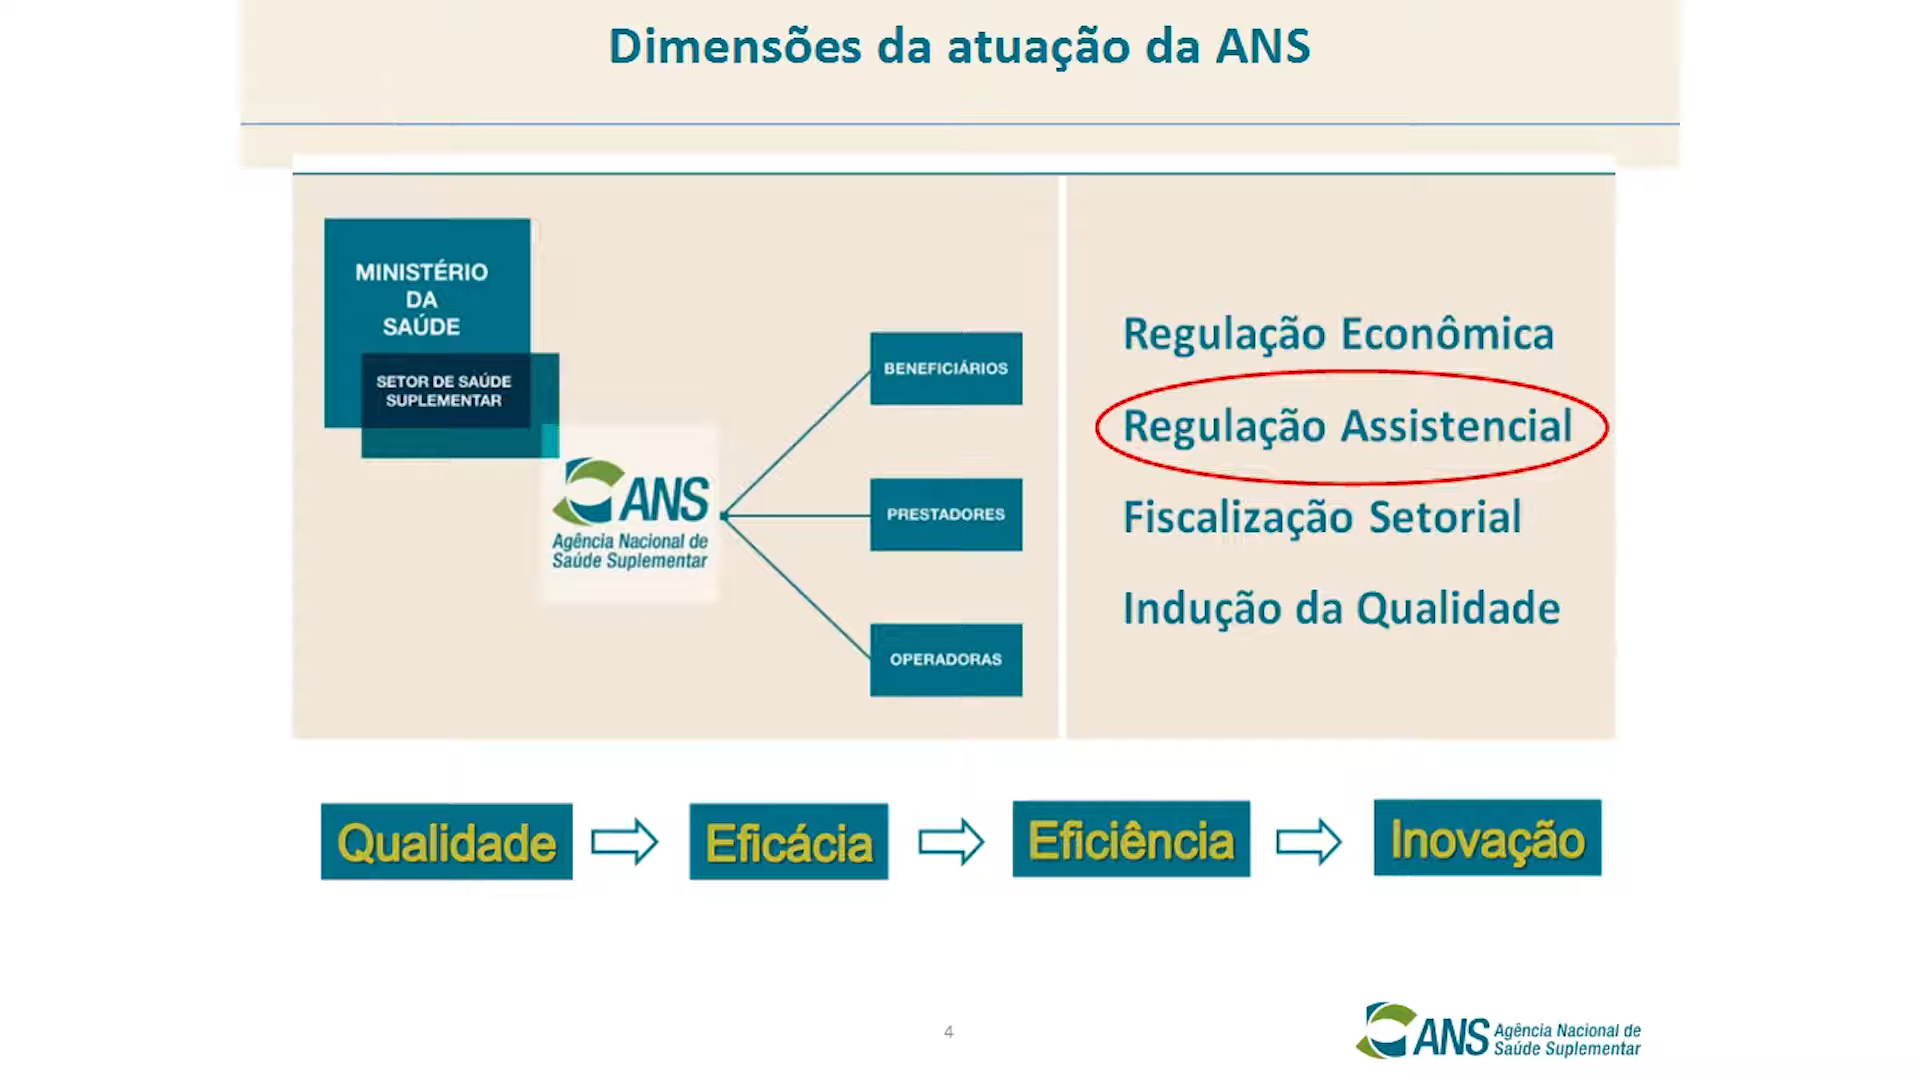 Dimensões da atuação da ANS
MINISTÉRIO
DA
SAÚDE
SETOR DE SAÚDE
SUPLEMENTAR
ANS
Agência Nacional de
Saúde Suplementar
BENEFICIÁRIOS
PRESTADORES
OPERADORAS
Regulação Econômica
Regulação Assistencial
Fiscalização Setorial
Indução da Qualidade
Qualidade
Eficácia
Eficiência
Inovação
4
ANS
Agência Nacional de
Saúde Suplementar